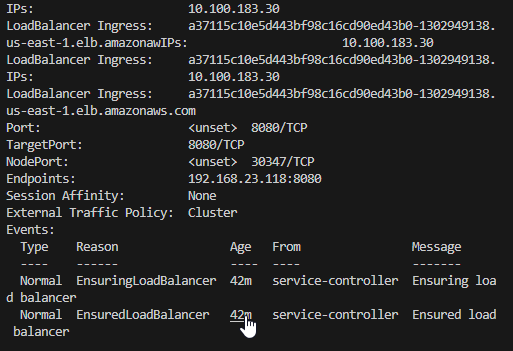 IPs:                      10.100.183.30
LoadBalancer Ingress:     a37115c10e5d443bf98c16cd90ed43b0-1302949138.
us-east-1.elb.amazonawIPs:                      10.100.183.30
LoadBalancer Ingress:     a37115c10e5d443bf98c16cd90ed43b0-1302949138.
IPs:                      10.100.183.30
LoadBalancer Ingress:     a37115c10e5d443bf98c16cd90ed43b0-1302949138.
us-east-1.elb.amazonaws.com
Port:                     <unset>  8080/TCP
TargetPort:               8080/TCP
NodePort:                 <unset>  30347/TCP
Endpoints:                192.168.23.118:8080
Session Affinity:         None
External Traffic Policy:  Cluster
Events:
  Type    Reason                Age   From                Message
  ----    ------                ----  ----                -------
  Normal  EnsuringLoadBalancer  42m   service-controller  Ensuring loa
d balancer
  Normal  EnsuredLoadBalancer   42m   service-controller  Ensured load
 balancer